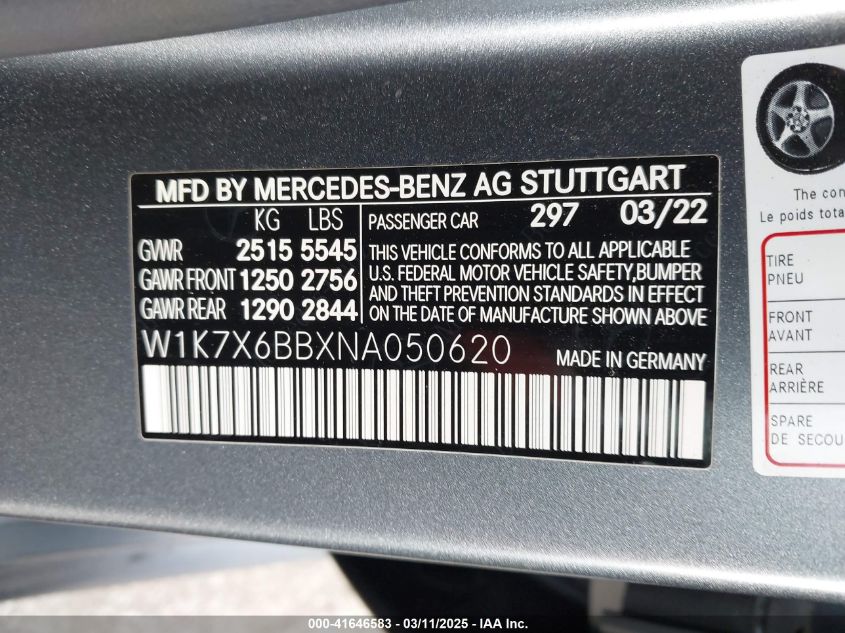 MFD BY MERCEDES-BENZ AG STUTTGART
KG LBS
GVWR 2515 5545
GAWR FRONT 1250 2756
GAWR REAR 1290 2844
PASSENGER CAR 297 03/22
THIS VEHICLE CONFORMS TO ALL APPLICABLE
U.S. FEDERAL MOTOR VEHICLE SAFETY,BUMPER
AND THEFT PREVENTION STANDARDS IN EFFECT
ON THE DATE OF MANUFACTURE SHOWN ABOVE.
W1K7X6BBXNA050620 MADE IN GERMANY
The
Le poids
TIRE
PNEU
FRONT
AVANT
REAR
ARRIÈRE
SPARE
DE
000-41646583 - 03/11/2025 - IAA Inc.